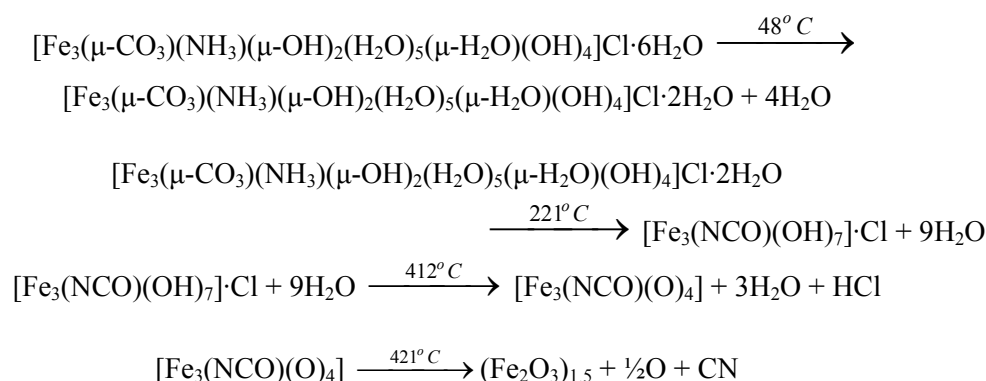 [Fe₃(μ-CO₃)(NH₃)(μ-OH)₂(H₂O)₅(μ-H₂O)(OH)₄]Cl·6H₂O —48° C→
[Fe₃(μ-CO₃)(NH₃)(μ-OH)₂(H₂O)₅(μ-H₂O)(OH)₄]Cl·2H₂O + 4H₂O
[Fe₃(μ-CO₃)(NH₃)(μ-OH)₂(H₂O)₅(μ-H₂O)(OH)₄]Cl·2H₂O
—221° C→ [Fe₃(NCO)(OH)₇]·Cl + 9H₂O
[Fe₃(NCO)(OH)₇]·Cl + 9H₂O —412° C→ [Fe₃(NCO)(O)₄] + 3H₂O + HCl
[Fe₃(NCO)(O)₄] —421° C→ (Fe₂O₃)₁.₅ + ½O + CN